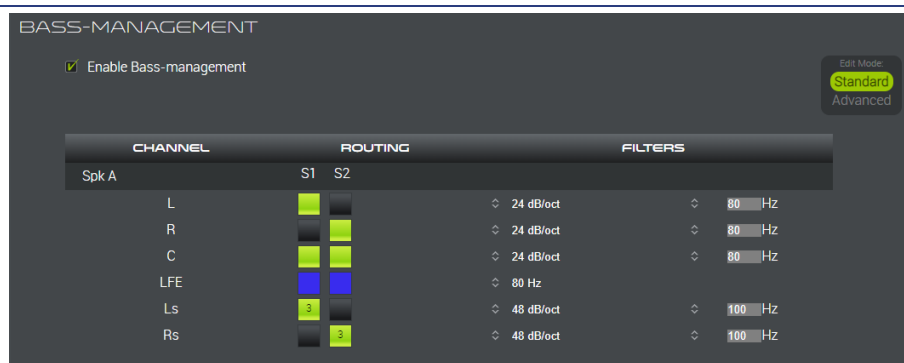 BASS-MANAGEMENT
Enable Bass-management
Edit Mode:
Standard
Advanced
CHANNEL ROUTING FILTERS
Spk A S1 S2
L 24 dB/oct 80 Hz
R 24 dB/oct 80 Hz
C 24 dB/oct 80 Hz
LFE 80 Hz
Ls 3 48 dB/oct 100 Hz
Rs 3 48 dB/oct 100 Hz